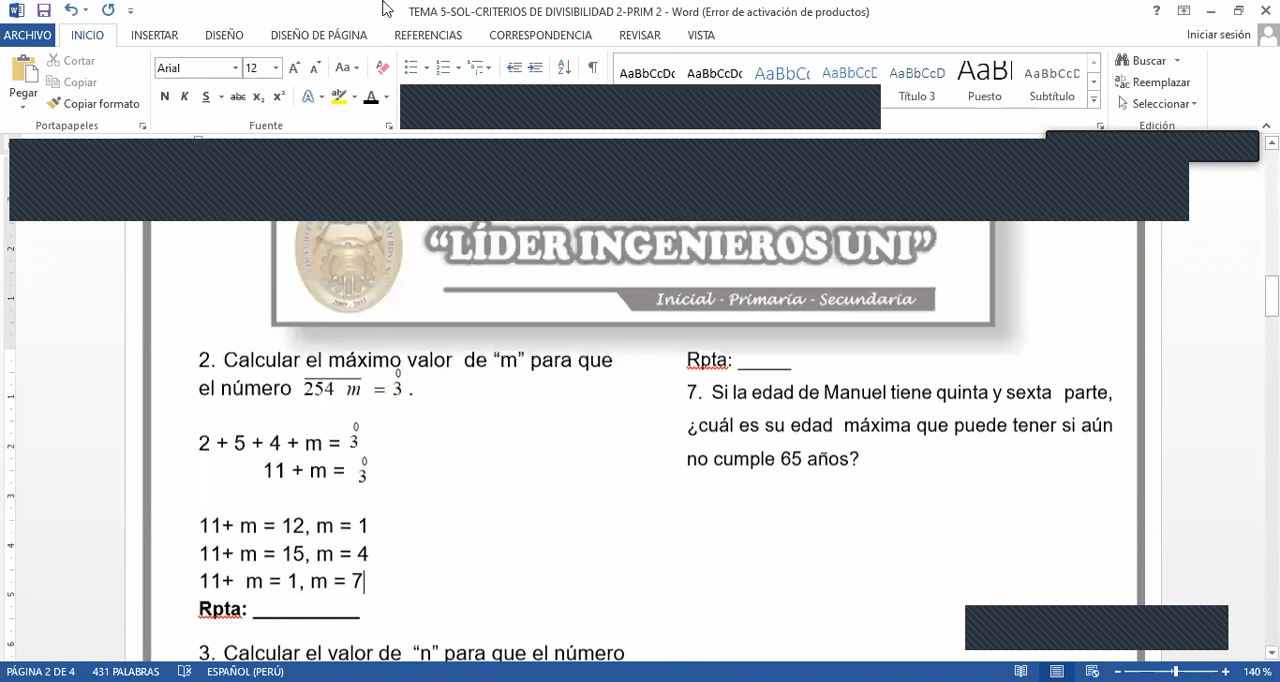 TEMA 5-SOL-CRITERIOS DE DIVISIBILIDAD 2-PRIM 2 - Word (Error de activación de productos)
ARCHIVO INICIO INSERTAR DISEÑO DISEÑO DE PÁGINA REFERENCIAS CORRESPONDENCIA REVISAR VISTA Iniciar sesión
Pegar
Cortar
Copiar
Copiar formato
Portapapeles
Arial 12
N K S abc x₂ x²
Fuente
AaBbCcDc AaBbCcDc AaBbCc AaBbCcC AaBbCcD AaBl AaBbCcD
Título 3 Puesto Subtítulo
Buscar
Reemplazar
Seleccionar
Edición
“LÍDER INGENIEROS UNI”
Inicial - Primaria - Secundaria
2. Calcular el máximo valor de “m” para que
el número 254 m = 3 0 .
2 + 5 + 4 + m = 3 0
11 + m = 3 0
11+ m = 12, m = 1
11+ m = 15, m = 4
11+ m = 1, m = 7
Rpta: __________
3. Calcular el valor de “n” para que el número
Rpta: _____
7. Si la edad de Manuel tiene quinta y sexta parte,
¿cuál es su edad máxima que puede tener si aún
no cumple 65 años?
PÁGINA 2 DE 4 431 PALABRAS ESPAÑOL (PERÚ) 140 %